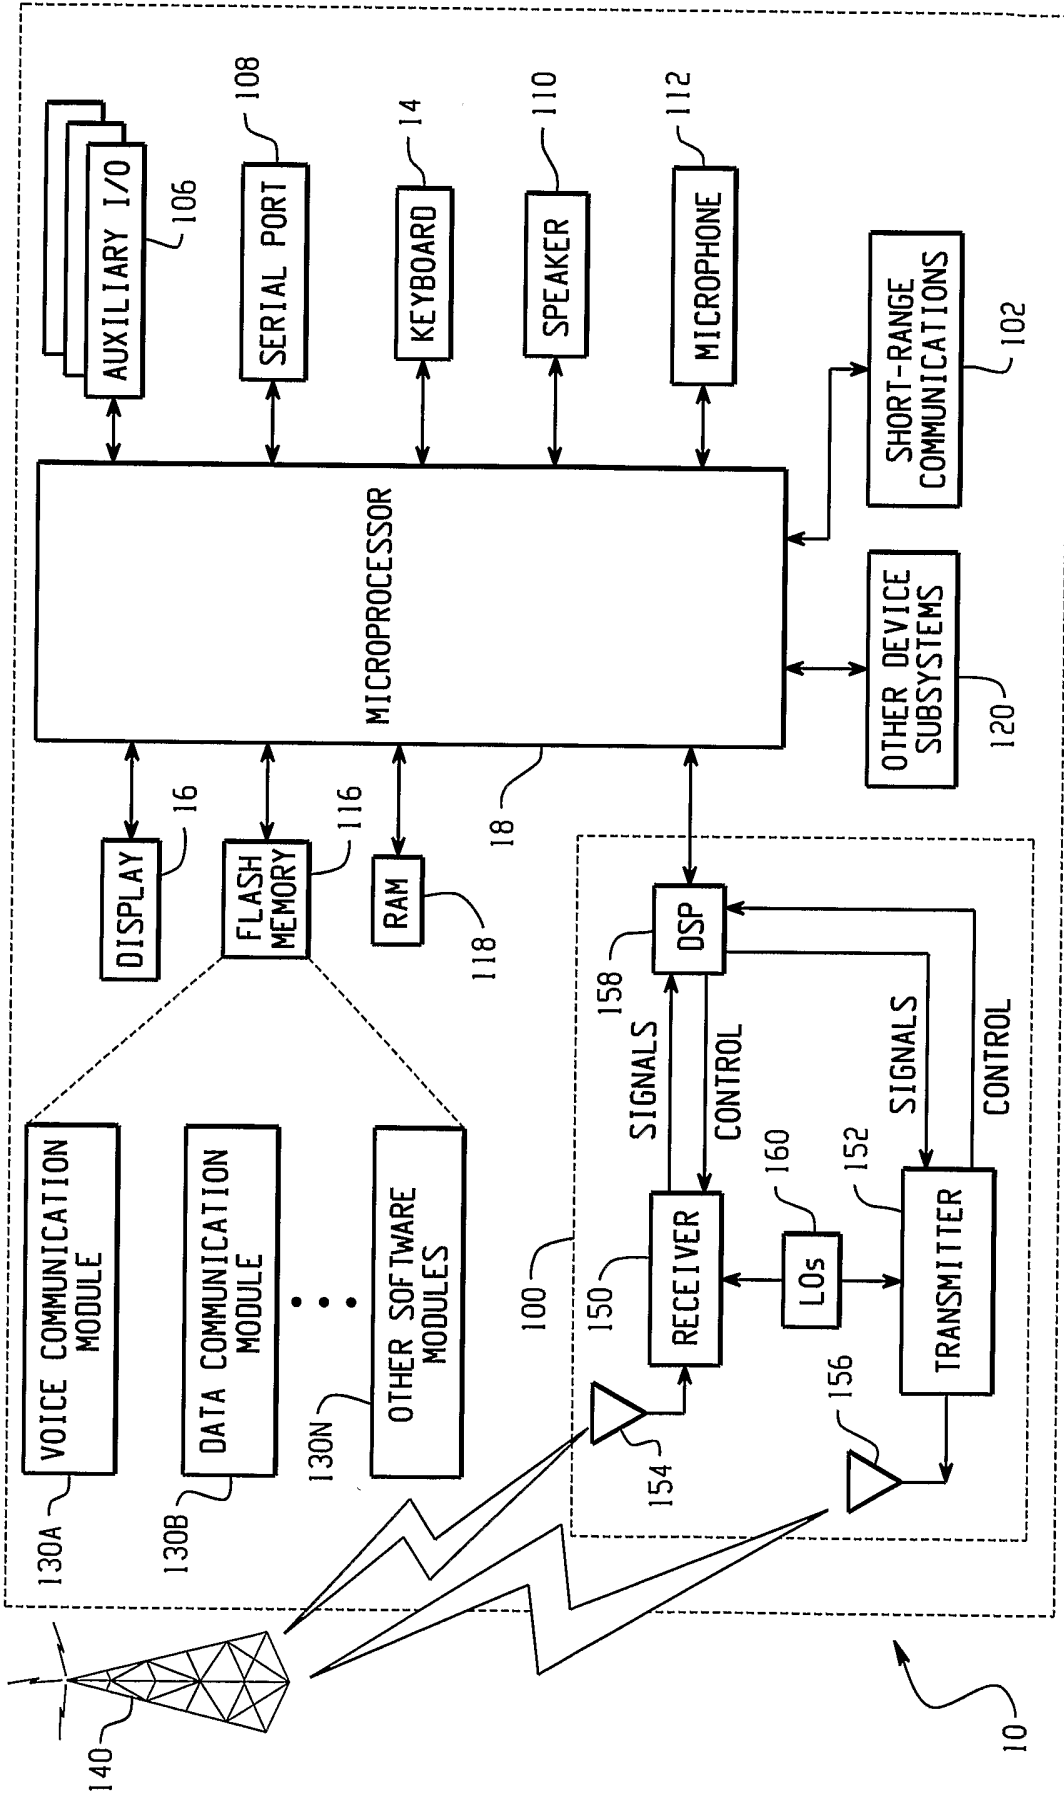 140
130A
VOICE COMMUNICATION
MODULE
130B
DATA COMMUNICATION
MODULE
130N
OTHER SOFTWARE
MODULES
DISPLAY
16
FLASH
MEMORY
116
RAM
118
18
MICROPROCESSOR
AUXILIARY I/O
106
SERIAL PORT
108
KEYBOARD
14
SPEAKER
110
MICROPHONE
112
SHORT-RANGE
COMMUNICATIONS
102
OTHER DEVICE
SUBSYSTEMS
120
100
154
150
RECEIVER
SIGNALS
CONTROL
158
DSP
160
LOs
156
152
TRANSMITTER
SIGNALS
CONTROL
10